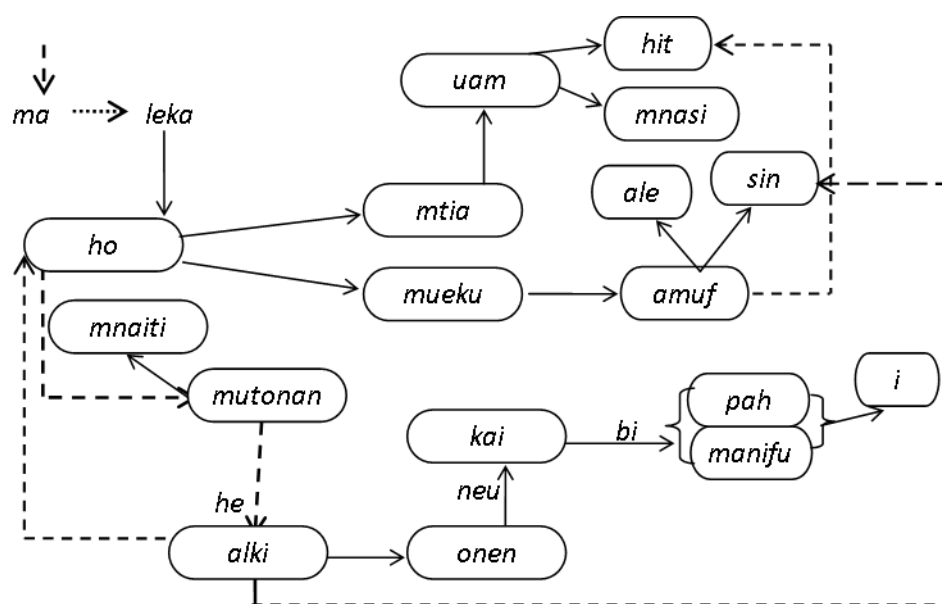 hit
uam
mnasi
ma
leka
ale
sin
mtia
ho
mueku
amuf
mnaiti
mutonan
pah
i
kai
bi
manifu
he
neu
alki
onen